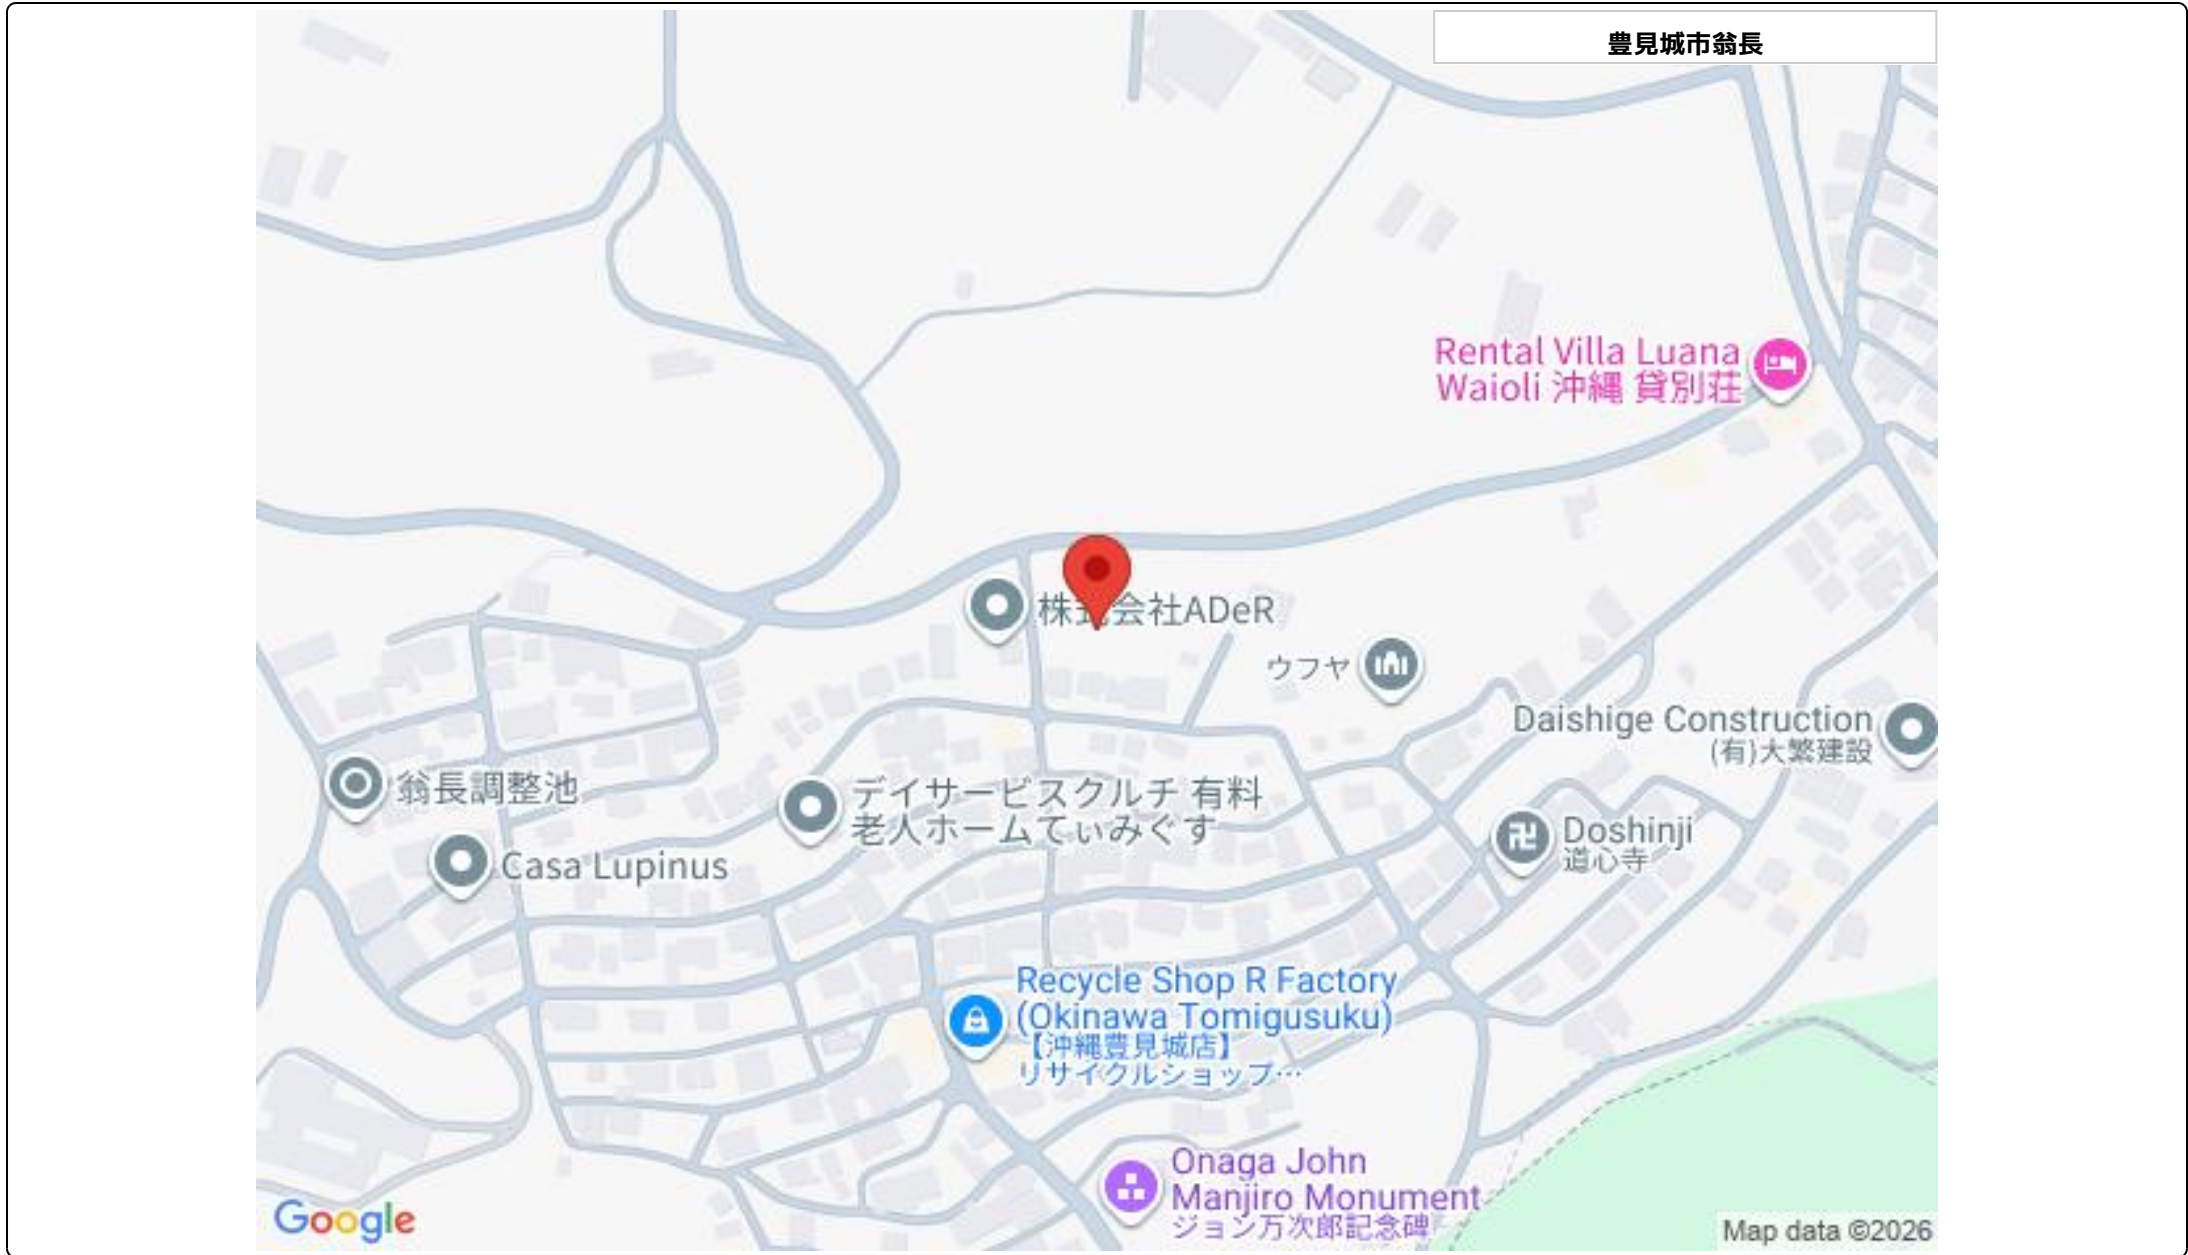 豊見城市翁長
Rental Villa Luana
Waioli 沖縄 貸別荘
株式会社ADeR
ウフヤ
Daishige Construction
(有)大繁建設
翁長調整池
デイサービスクルチ 有料
老人ホームてぃみぐす
Doshinji
道心寺
Casa Lupinus
Recycle Shop R Factory
(Okinawa Tomigusuku)
【沖縄豊見城店】
リサイクルショップ…
Onaga John
Manjiro Monument
ジョン万次郎記念碑
Google
Map data ©2026